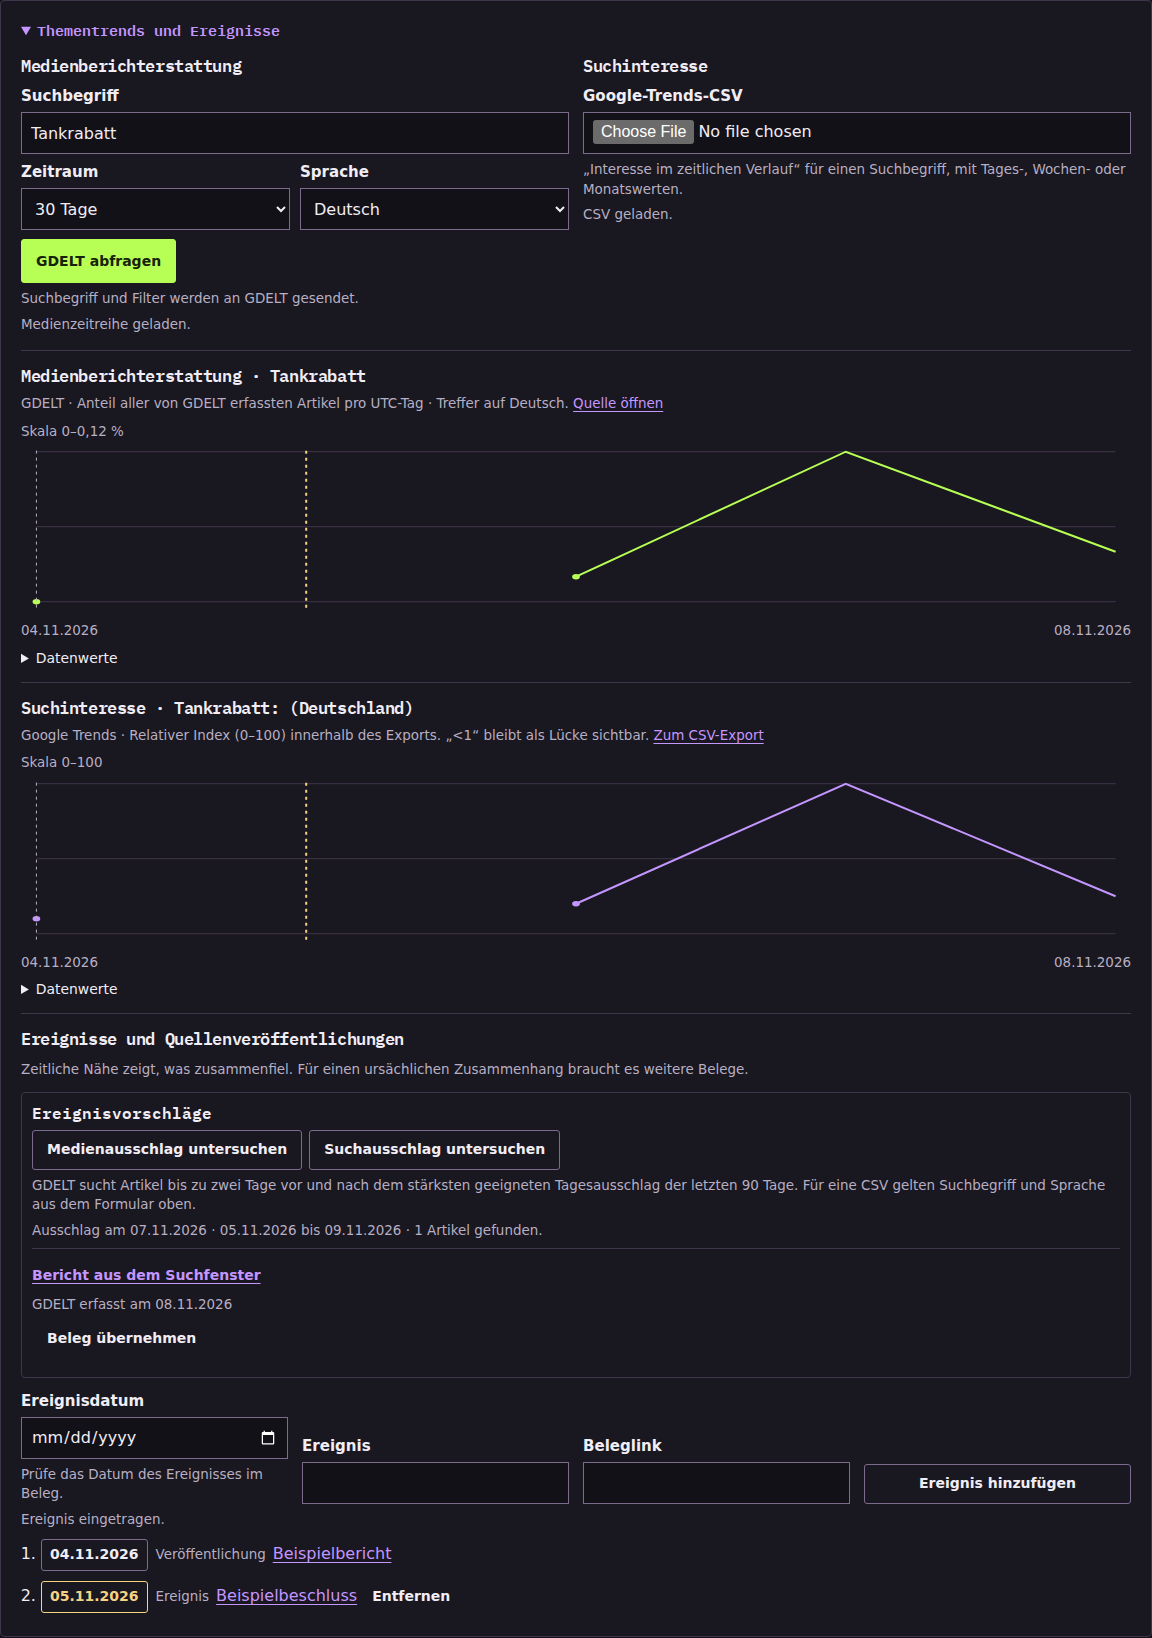 Thementrends und Ereignisse
Medienberichterstattung
Suchbegriff
Tankrabatt
Zeitraum
Sprache
30 Tage
Deutsch
GDELT abfragen
Suchbegriff und Filter werden an GDELT gesendet.
Medienzeitreihe geladen.
Suchinteresse
Google-Trends-CSV
Choose File No file chosen
„Interesse im zeitlichen Verlauf“ für einen Suchbegriff, mit Tages-, Wochen- oder
Monatswerten.
CSV geladen.
Medienberichterstattung · Tankrabatt
GDELT · Anteil aller von GDELT erfassten Artikel pro UTC-Tag · Treffer auf Deutsch. Quelle öffnen
Skala 0–0,12 %
04.11.2026
08.11.2026
Datenwerte
Suchinteresse · Tankrabatt: (Deutschland)
Google Trends · Relativer Index (0–100) innerhalb des Exports. „<1“ bleibt als Lücke sichtbar. Zum CSV-Export
Skala 0–100
04.11.2026
08.11.2026
Datenwerte
Ereignisse und Quellenveröffentlichungen
Zeitliche Nähe zeigt, was zusammenfiel. Für einen ursächlichen Zusammenhang braucht es weitere Belege.
Ereignisvorschläge
Medienausschlag untersuchen
Suchausschlag untersuchen
GDELT sucht Artikel bis zu zwei Tage vor und nach dem stärksten geeigneten Tagesausschlag der letzten 90 Tage. Für eine CSV gelten Suchbegriff und Sprache
aus dem Formular oben.
Ausschlag am 07.11.2026 · 05.11.2026 bis 09.11.2026 · 1 Artikel gefunden.
Bericht aus dem Suchfenster
GDELT erfasst am 08.11.2026
Beleg übernehmen
Ereignisdatum
mm/dd/yyyy
Prüfe das Datum des Ereignisses im
Beleg.
Ereignis
Beleglink
Ereignis hinzufügen
Ereignis eingetragen.
1. 04.11.2026 Veröffentlichung Beispielbericht
2. 05.11.2026 Ereignis Beispielbeschluss Entfernen